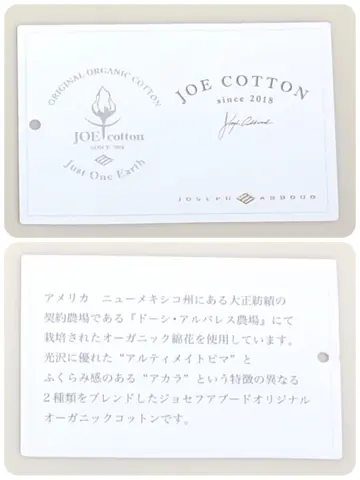 ORIGINAL ORGANIC COTTON
JOE cotton
Just One Earth
JOE COTTON
since 2018
JOSEPH ABBOUD
アメリカ ニューメキシコ州にある大正紡績の
契約農場である『ドーシ・アルバレス農場』にて
栽培されたオーガニック綿花を使用しています。
光沢に優れた“アルティメイトピマ”と
ふくらみ感のある“アカラ”という特徴の異なる
2種類をブレンドしたジョセフアブードオリジナル
オーガニックコットンです。